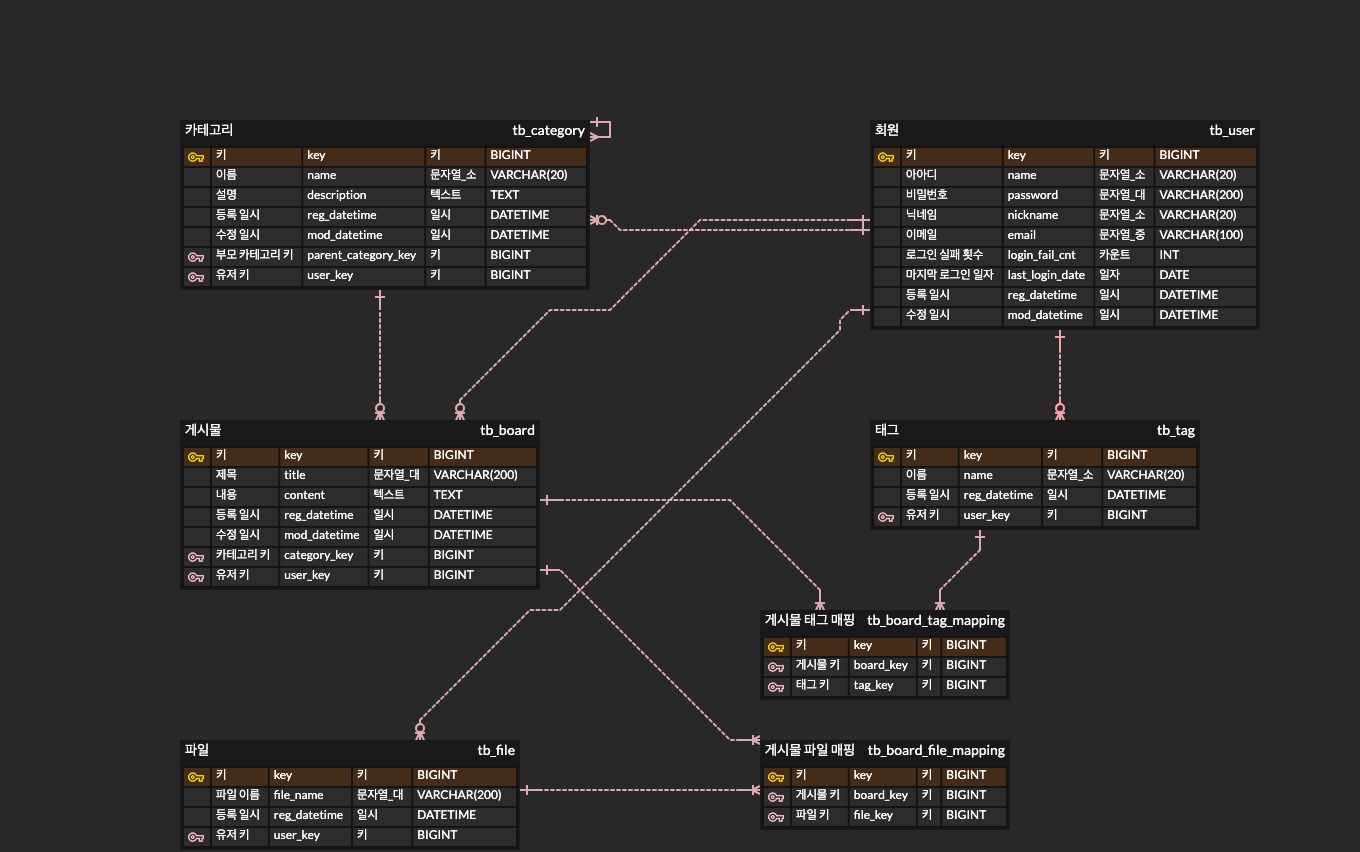 카테고리 tb_category
키 key 키 BIGINT
이름 name 문자열_소 VARCHAR(20)
설명 description 텍스트 TEXT
등록 일시 reg_datetime 일시 DATETIME
수정 일시 mod_datetime 일시 DATETIME
부모 카테고리 키 parent_category_key 키 BIGINT
유저 키 user_key 키 BIGINT
회원 tb_user
키 key 키 BIGINT
아아디 name 문자열_소 VARCHAR(20)
비밀번호 password 문자열_대 VARCHAR(200)
닉네임 nickname 문자열_소 VARCHAR(20)
이메일 email 문자열_중 VARCHAR(100)
로그인 실패 횟수 login_fail_cnt 카운트 INT
마지막 로그인 일자 last_login_date 일자 DATE
등록 일시 reg_datetime 일시 DATETIME
수정 일시 mod_datetime 일시 DATETIME
게시물 tb_board
키 key 키 BIGINT
제목 title 문자열_대 VARCHAR(200)
내용 content 텍스트 TEXT
등록 일시 reg_datetime 일시 DATETIME
수정 일시 mod_datetime 일시 DATETIME
카테고리 키 category_key 키 BIGINT
유저 키 user_key 키 BIGINT
태그 tb_tag
키 key 키 BIGINT
이름 name 문자열_소 VARCHAR(20)
등록 일시 reg_datetime 일시 DATETIME
유저 키 user_key 키 BIGINT
게시물 태그 매핑 tb_board_tag_mapping
키 key 키 BIGINT
게시물 키 board_key 키 BIGINT
태그 키 tag_key 키 BIGINT
파일 tb_file
키 key 키 BIGINT
파일 이름 file_name 문자열_대 VARCHAR(200)
등록 일시 reg_datetime 일시 DATETIME
유저 키 user_key 키 BIGINT
게시물 파일 매핑 tb_board_file_mapping
키 key 키 BIGINT
게시물 키 board_key 키 BIGINT
파일 키 file_key 키 BIGINT